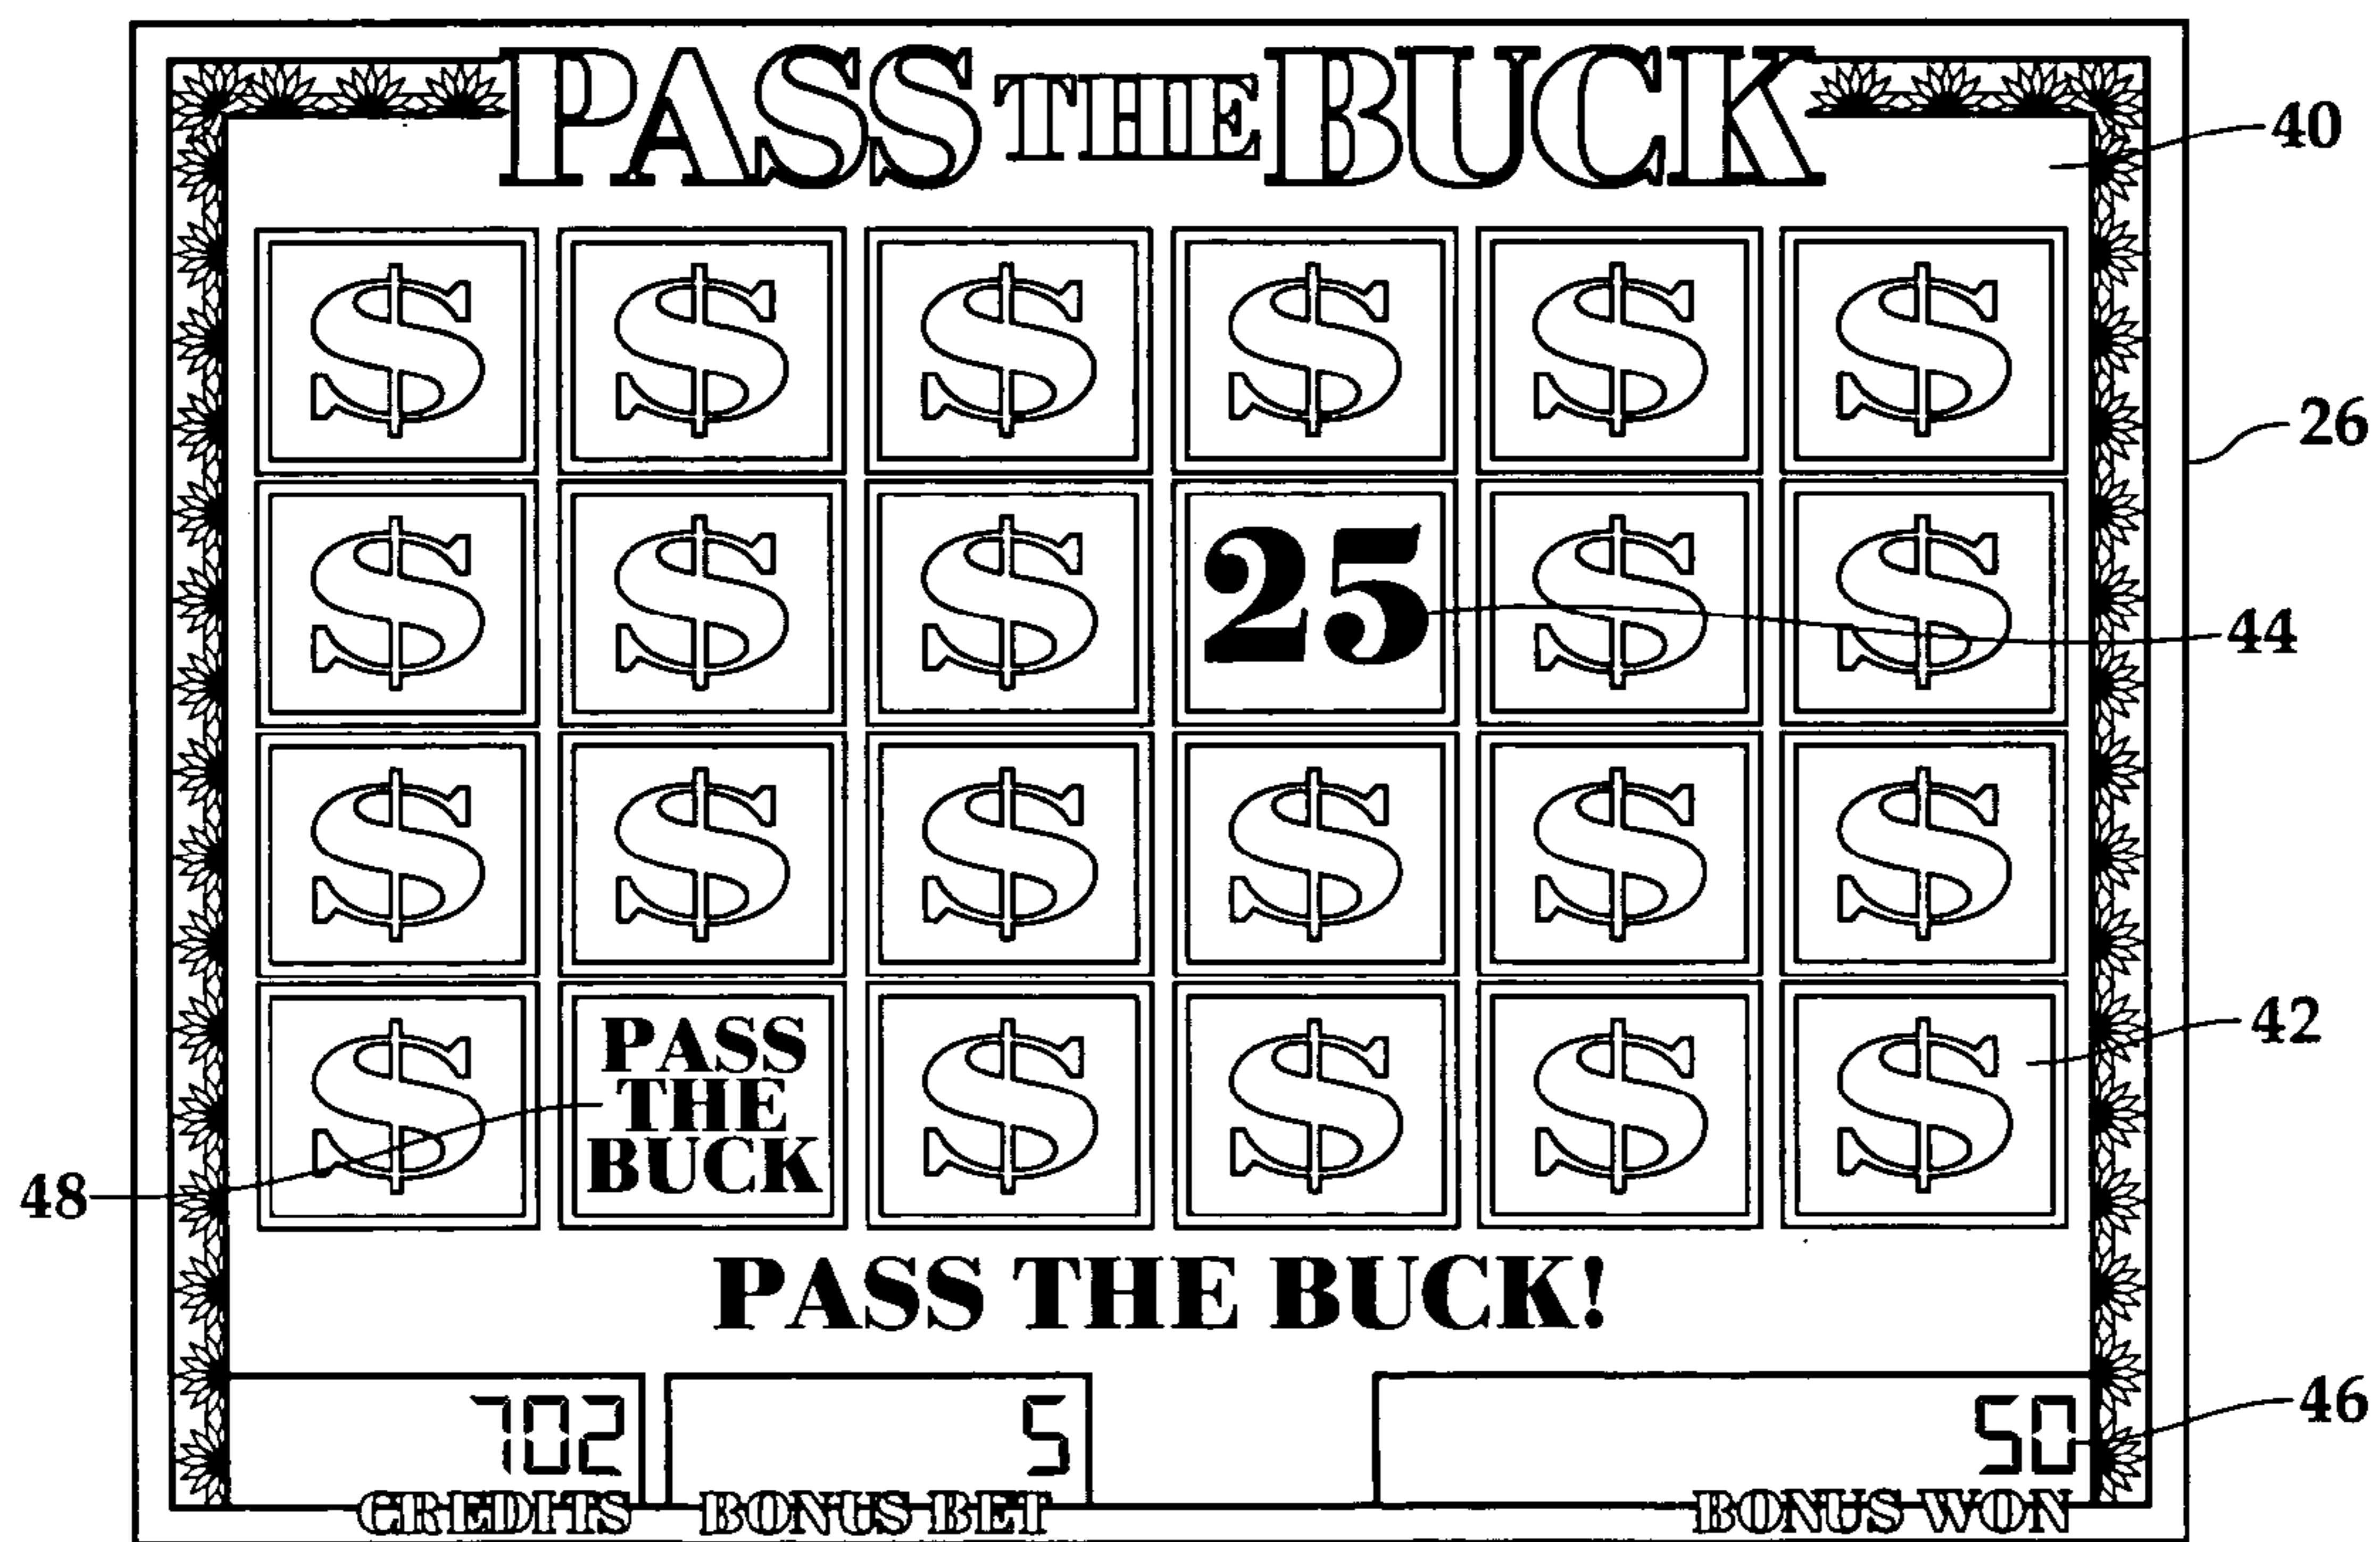 PASS THE BUCK
40
$ $ $ $ $ $
26
$ $ $ 25 $ $
44
$ $ $ $ $ $
$ PASS $ $ $ $
THE
BUCK
42
48
PASS THE BUCK!
702 5 50
46
CREDITS BONUS BET BONUS WON